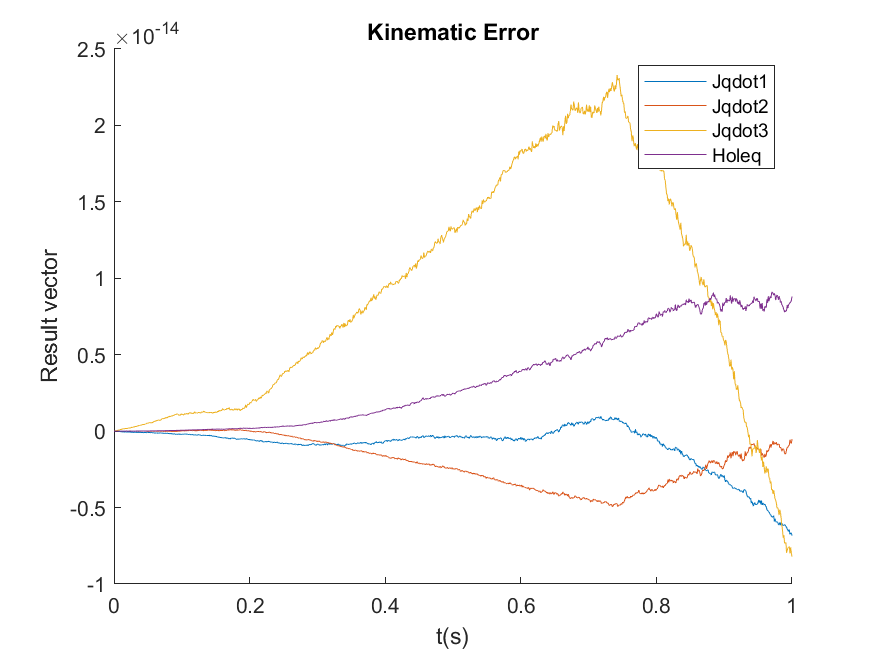 Kinematic Error
×10-14
2.5
2
1.5
1
0.5
0
-0.5
-1
Result vector
0
0.2
0.4
0.6
0.8
1
t(s)
Jqdot1
Jqdot2
Jqdot3
Holeq